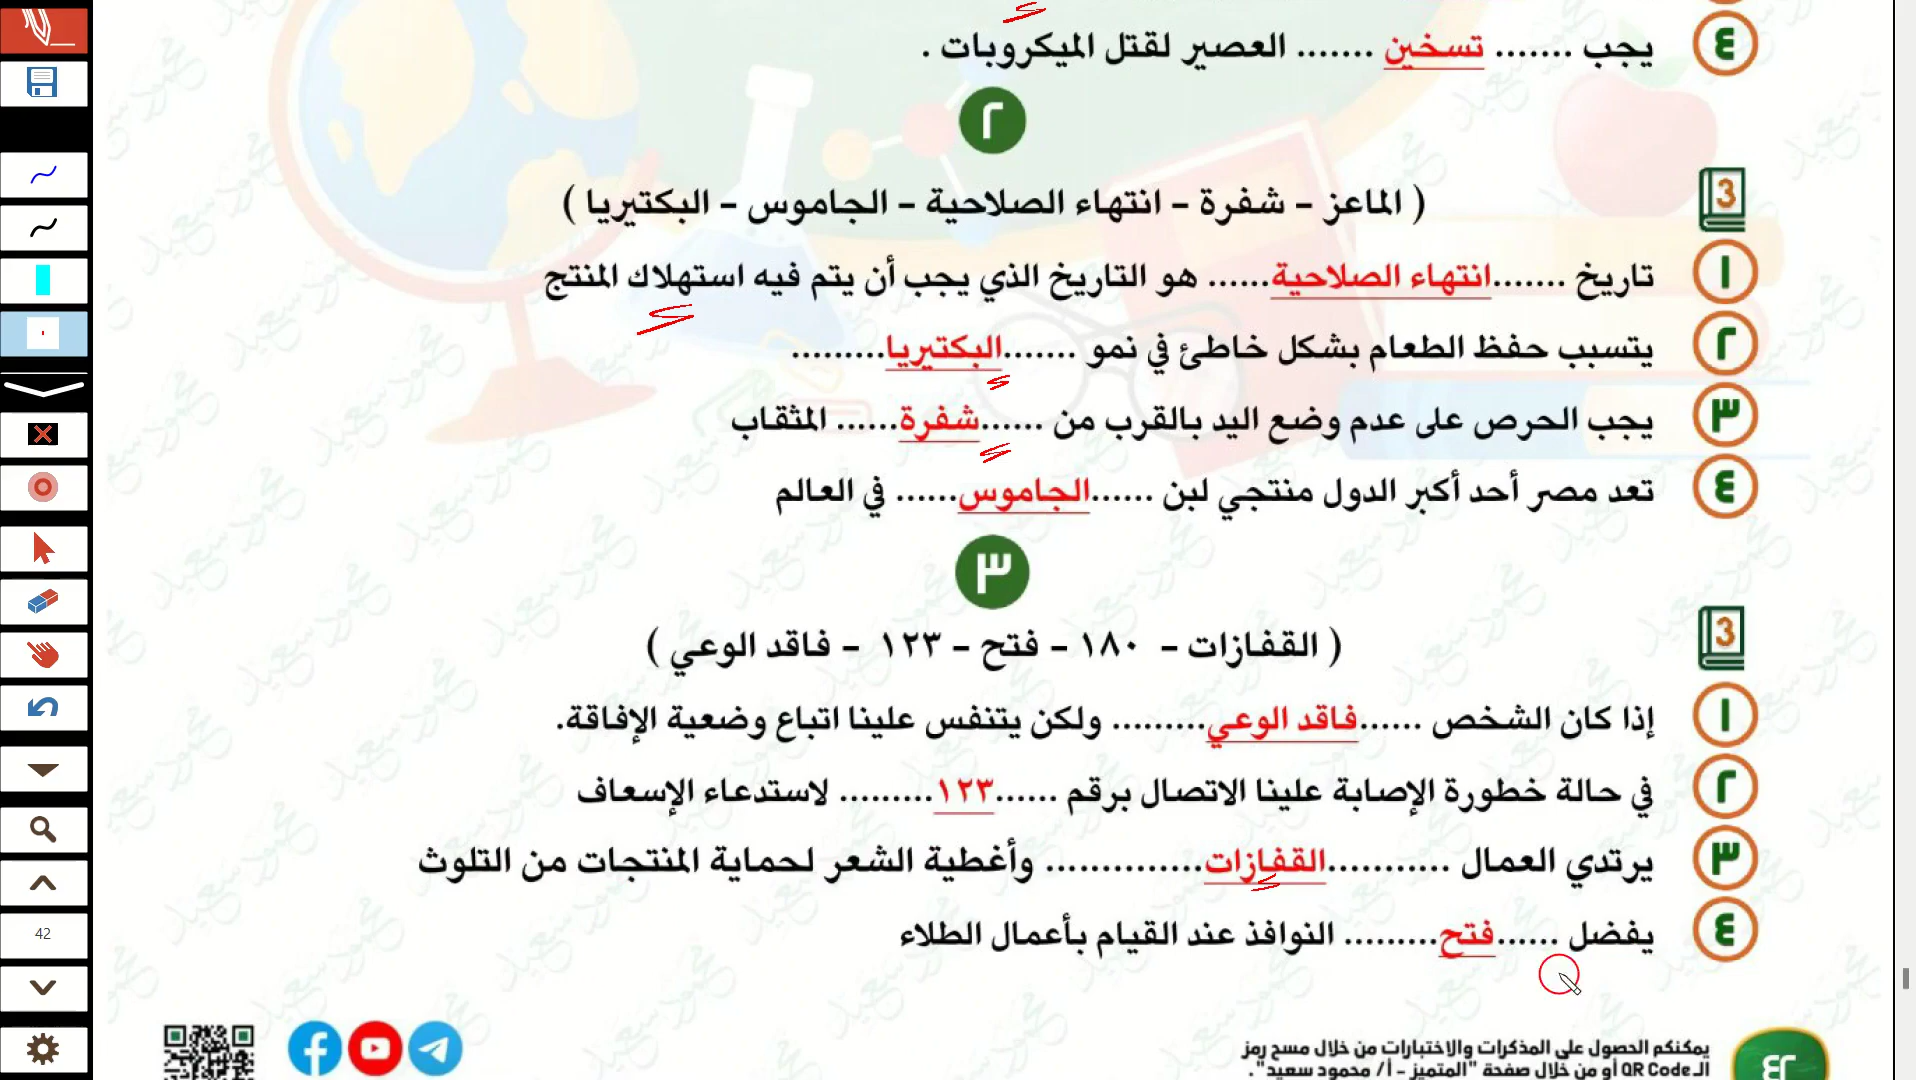 ٤ يجب ....... تسخين ....... العصير لقتل الميكروبات .
٢
3 ( الماعز – شفرة – انتهاء الصلاحية – الجاموس – البكتيريا )
١ تاريخ .......انتهاء الصلاحية...... هو التاريخ الذي يجب أن يتم فيه استهلاك المنتج
٢ يتسبب حفظ الطعام بشكل خاطئ في نمو .......البكتيريا.........
٣ يجب الحرص على عدم وضع اليد بالقرب من ......شفرة...... المثقاب
٤ تعد مصر أحد أكبر الدول منتجي لبن ......الجاموس...... في العالم
٣
3 ( القفازات – ١٨٠ – فتح – ١٢٣ – فاقد الوعي )
١ إذا كان الشخص ......فاقد الوعي......... ولكن يتنفس علينا اتباع وضعية الإفاقة.
٢ في حالة خطورة الإصابة علينا الاتصال برقم ......١٢٣......... لاستدعاء الإسعاف
٣ يرتدي العمال ...........القفازات.............. وأغطية الشعر لحماية المنتجات من التلوث
٤ يفضل ......فتح......... النوافذ عند القيام بأعمال الطلاء
42
يمكنكم الحصول على المذكرات والاختبارات من خلال مسح رمز
الـ QR Code أو من خلال صفحة "المتميز - أ/ محمود سعيد".
٤٢